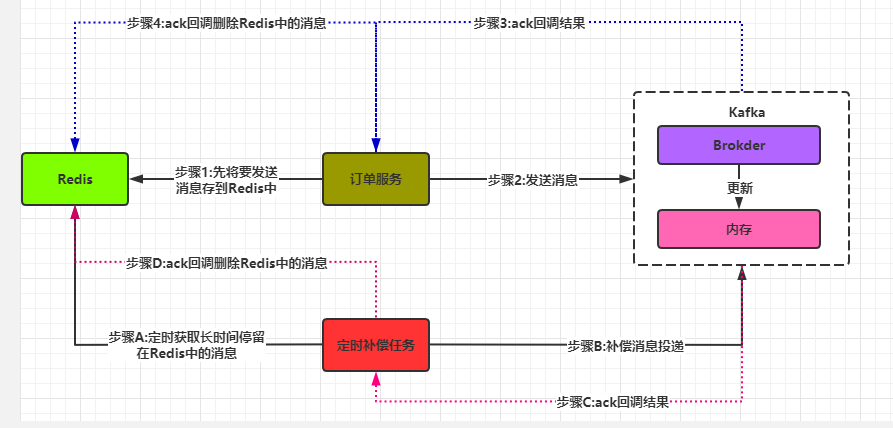 步骤4:ack回调删除Redis中的消息
步骤3:ack回调结果
Kafka
Brokder
更新
内存
Redis
步骤1:先将要发送
消息存到Redis中
订单服务
步骤2:发送消息
步骤D:ack回调删除Redis中的消息
步骤A:定时获取长时间停留
在Redis中的消息
定时补偿任务
步骤B:补偿消息投递
步骤C:ack回调结果